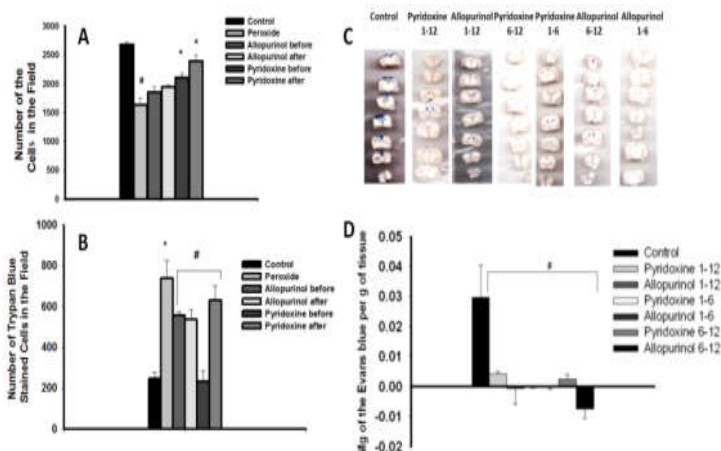 A
Number of the
Cells in the Field
3000
2500
2000
1500
1000
500
0
#
*
*
Control
Peroxide
Allopurinol before
Allopurinol after
Pyridoxine before
Pyridoxine after
B
Number of Trypan Blue
Stained Cells in the Field
1000
800
600
400
200
0
*
#
Control
Peroxide
Allopurinol before
Allopurinol after
Pyridoxine before
Pyridoxine after
C
Control
Pyridoxine
1-12
Allopurinol
1-12
Pyridoxine
6-12
Pyridoxine
1-6
Allopurinol
6-12
Allopurinol
1-6
D
of the Evans blue per g of tissue
0.05
0.04
0.03
0.02
0.01
0.00
-0.01
-0.02
#
Control
Pyridoxine 1-12
Allopurinol 1-12
Pyridoxine 1-6
Allopurinol 1-6
Pyridoxine 6-12
Allopurinol 6-12